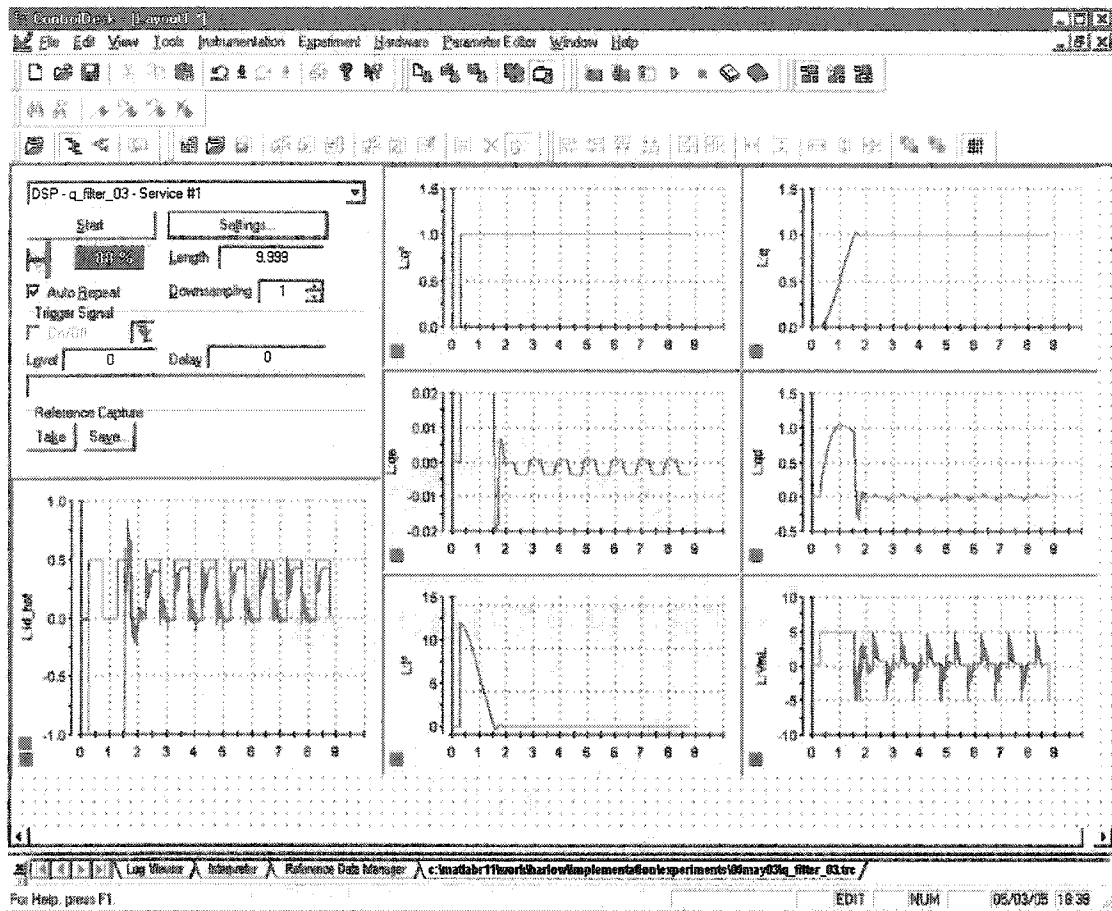 ControlDesk - [Layout1 *]
File Edit View Tools Instrumentation Experiment Hardware Parameter Editor Window Help
DSP - q_filter_03 - Service #1
Start Settings...
Length 9.999
Auto Repeat Downsampling 1
Trigger Signal
On/Off
Level 0 Delay 0
Reference Capture
Take Save...
1.5
1.0
0.5
0.0
0 1 2 3 4 5 6 7 8 9
1.5
1.0
0.5
0.0
0 1 2 3 4 5 6 7 8 9
0.02
0.01
0.00
-0.01
-0.02
0 1 2 3 4 5 6 7 8 9
1.5
1.0
0.5
0.0
-0.5
0 1 2 3 4 5 6 7 8 9
1.0
0.5
0.0
-0.5
-1.0
0 1 2 3 4 5 6 7 8 9
15
10
5
0
0 1 2 3 4 5 6 7 8 9
10
5
0
-5
-10
0 1 2 3 4 5 6 7 8 9
Log Viewer Interpreter Reference Data Manager c:\matlabr11\work\harlow\implementation\experiments\06may03\q_filter_03.trc
For Help, press F1. EDIT NUM 05/03/05 18:38